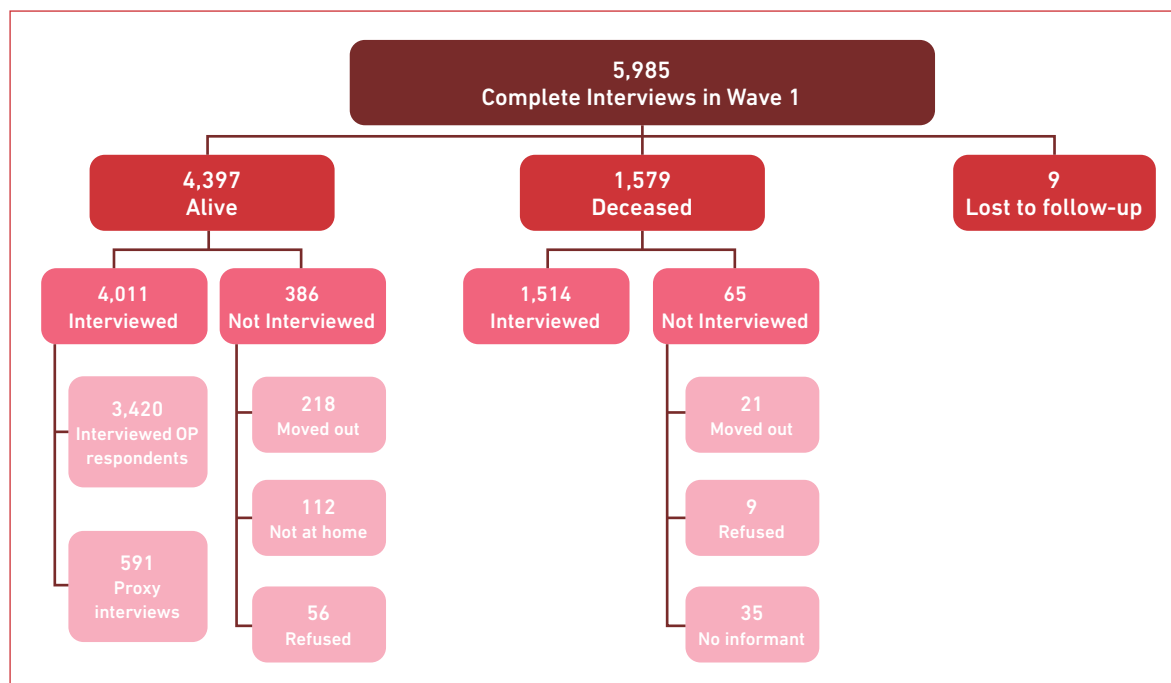 5,985
Complete Interviews in Wave 1
4,397
Alive
1,579
Deceased
9
Lost to follow-up
4,011
Interviewed
386
Not Interviewed
1,514
Interviewed
65
Not Interviewed
3,420
Interviewed OP
respondents
218
Moved out
21
Moved out
112
Not at home
9
Refused
591
Proxy
interviews
56
Refused
35
No informant